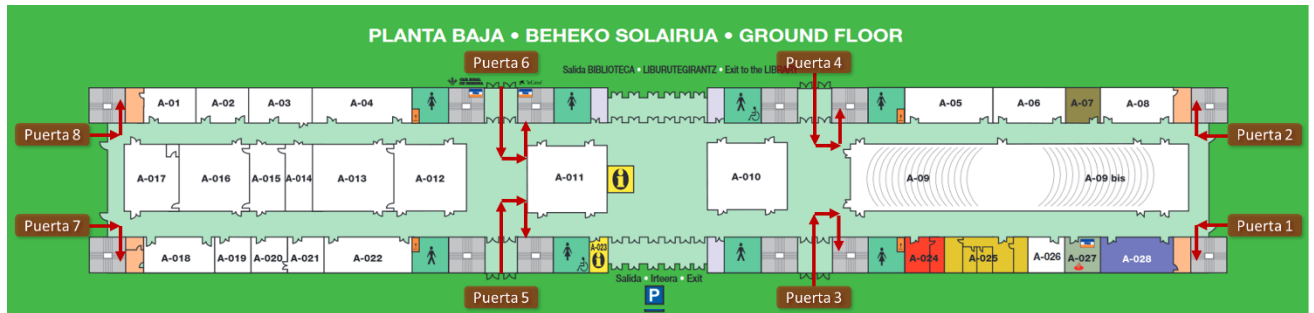 PLANTA BAJA • BEHEKO SOLAIRUA • GROUND FLOOR
Puerta 6
Puerta 4
Salida BIBLIOTECA • LIBURUTEGIRANTZ • Exit to the LIBRARY
A-01
A-02
A-03
A-04
A-05
A-06
A-07
A-08
Puerta 8
Puerta 2
A-017
A-016
A-015
A-014
A-013
A-012
A-011
A-010
A-09
A-09 bis
Puerta 7
Puerta 1
A-018
A-019
A-020
A-021
A-022
A-023
A-024
A-025
A-026
A-027
A-028
Salida • Irteera • Exit
Puerta 5
P
Puerta 3